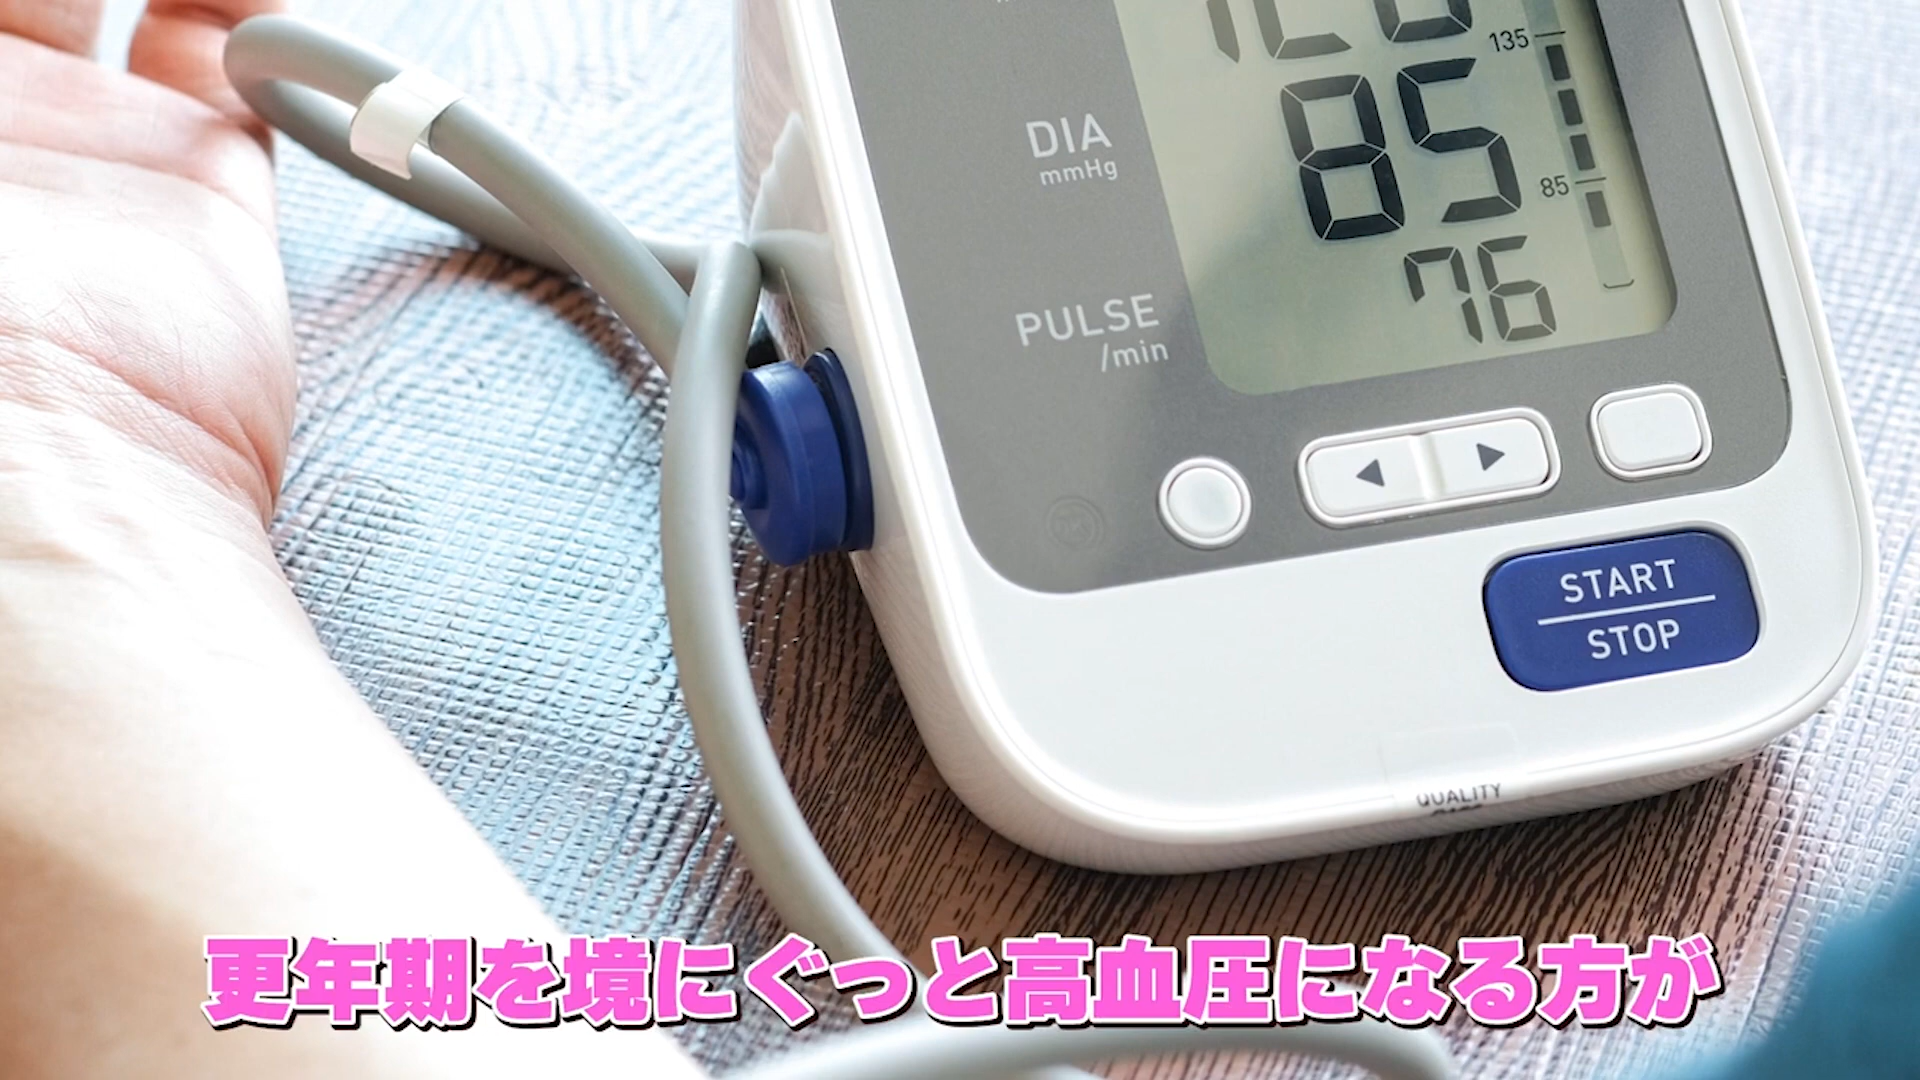 135
DIA
85
mmHg
85
PULSE
76
/min
START
STOP
QUALITY
更年期を境にぐっと高血圧になる方が